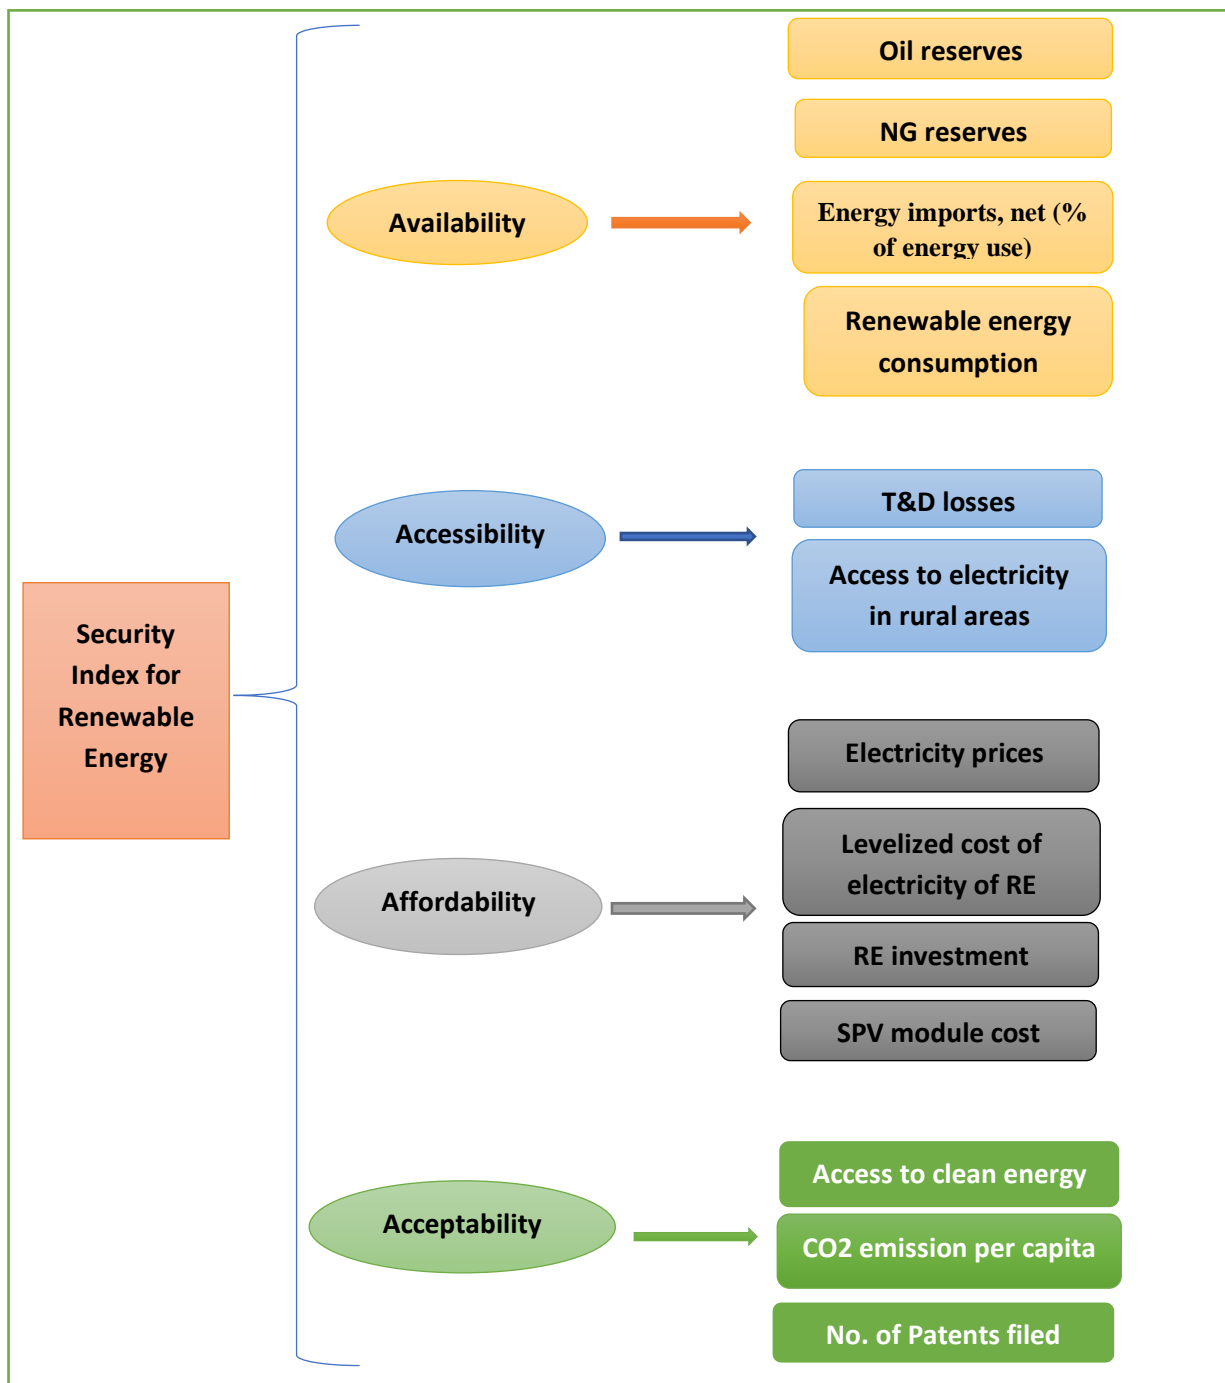 Security
Index for
Renewable
Energy
Availability
Oil reserves
NG reserves
Energy imports, net (%
of energy use)
Renewable energy
consumption
Accessibility
T&D losses
Access to electricity
in rural areas
Affordability
Electricity prices
Levelized cost of
electricity of RE
RE investment
SPV module cost
Acceptability
Access to clean energy
CO2 emission per capita
No. of Patents filed